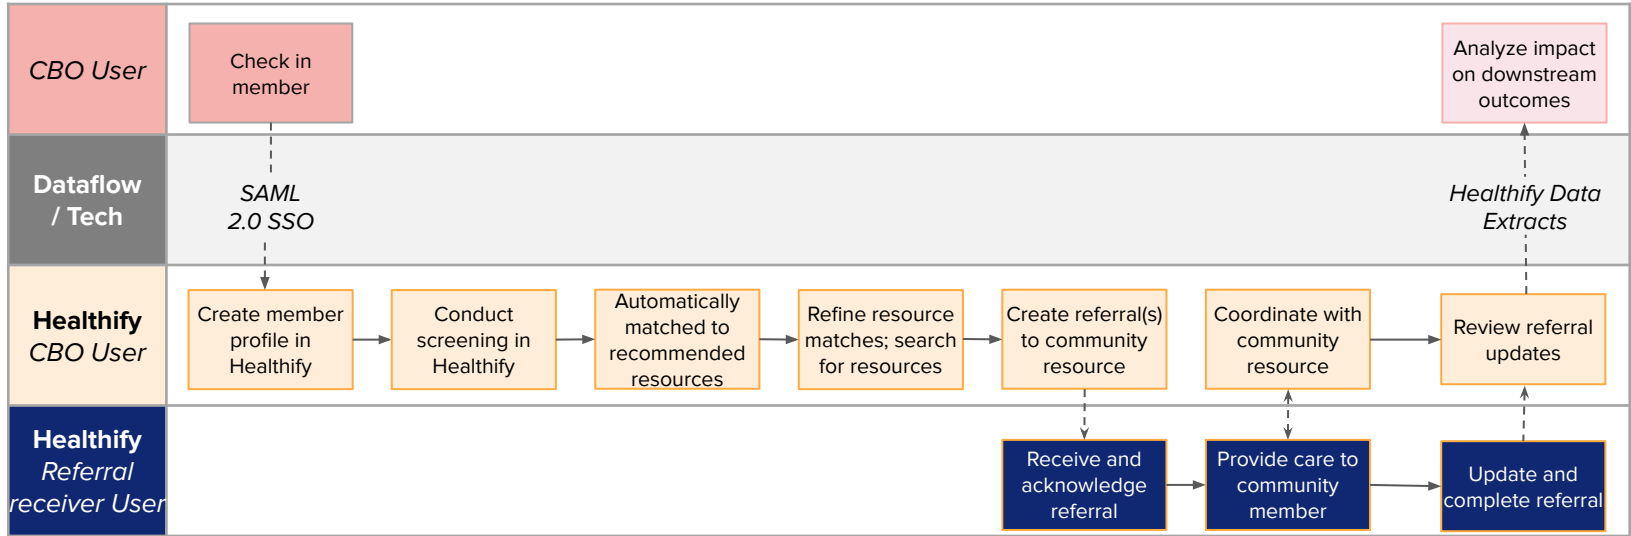 CBO User
Check in
member
Analyze impact
on downstream
outcomes
Dataflow
/ Tech
SAML
2.0 SSO
Healthify Data
Extracts
Healthify
CBO User
Create member
profile in
Healthify
Conduct
screening in
Healthify
Automatically
matched to
recommended
resources
Refine resource
matches; search
for resources
Create referral(s)
to community
resource
Coordinate with
community
resource
Review referral
updates
Healthify
Referral
receiver User
Receive and
acknowledge
referral
Provide care to
community
member
Update and
complete referral